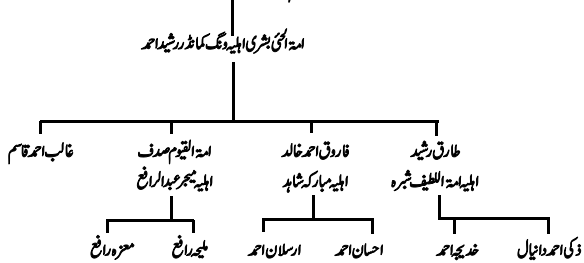 امۃ الحئی بشریٰ اہلیہ ونگ کمانڈر رشید احمد
طارق رشید
اہلیہ امۃ اللطیف شبرہ
فاروق احمد خالد
اہلیہ مبارکہ شاہد
امۃ القیوم صدف
اہلیہ میجر عبدالرافع
غالب احمد قاسم
ذکی احمد دانیال
خدیجہ احمد
احسان احمد
ارسلان احمد
ملیحہ رافع
معزہ رافع